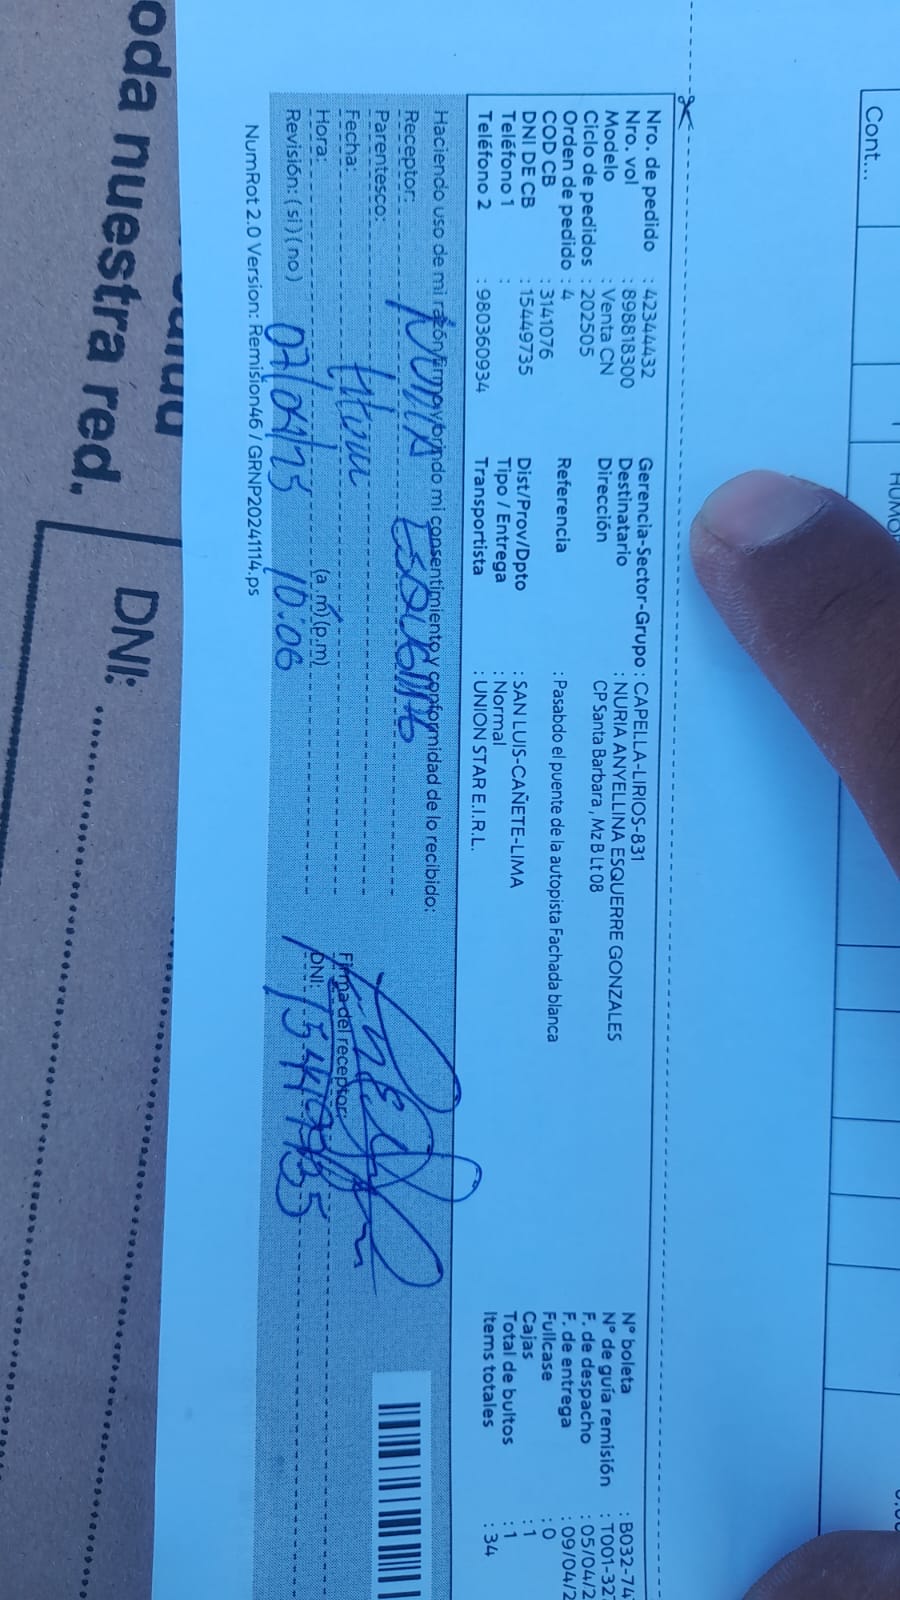 Cont...
Nro. de pedido : 42344432
Nro. vol : 898818300
Modelo : Venta CN
Ciclo de pedidos : 202505
Orden de pedido : 4
COD CB : 3141076
DNI DE CB : 15449735
Teléfono 1 :
Teléfono 2 : 980360934
Gerencia-Sector-Grupo : CAPELLA-LIRIOS-831
Destinatario : NURIA ANYELLINA ESQUERRE GONZALES
Dirección CP Santa Barbara , Mz B Lt 08
Referencia : Pasabdo el puente de la autopista Fachada blanca
Dist/Prov/Dpto : SAN LUIS-CAÑETE-LIMA
Tipo / Entrega : Normal
Transportista : UNION STAR E.I.R.L.
N° boleta : B032-74
N° de guía remisión : T001-32
F. de despacho : 05/04/2
F. de entrega : 09/04/2
Fullcase : 0
Cajas : 1
Total de bultos : 1
Items totales : 34
Haciendo uso de mi razón firmo y brindo mi consentimiento y conformidad de lo recibido:
Receptor:
Parentesco:
Fecha: 07/04/25
Hora: 10:06 (a.m) (p.m)
Revisión: ( si ) ( no )
Firma del receptor:
DNI: 15449735
NumRot 2.0 Version: Remision46 / GRNP20241114.ps
oda nuestra red,
DNI: